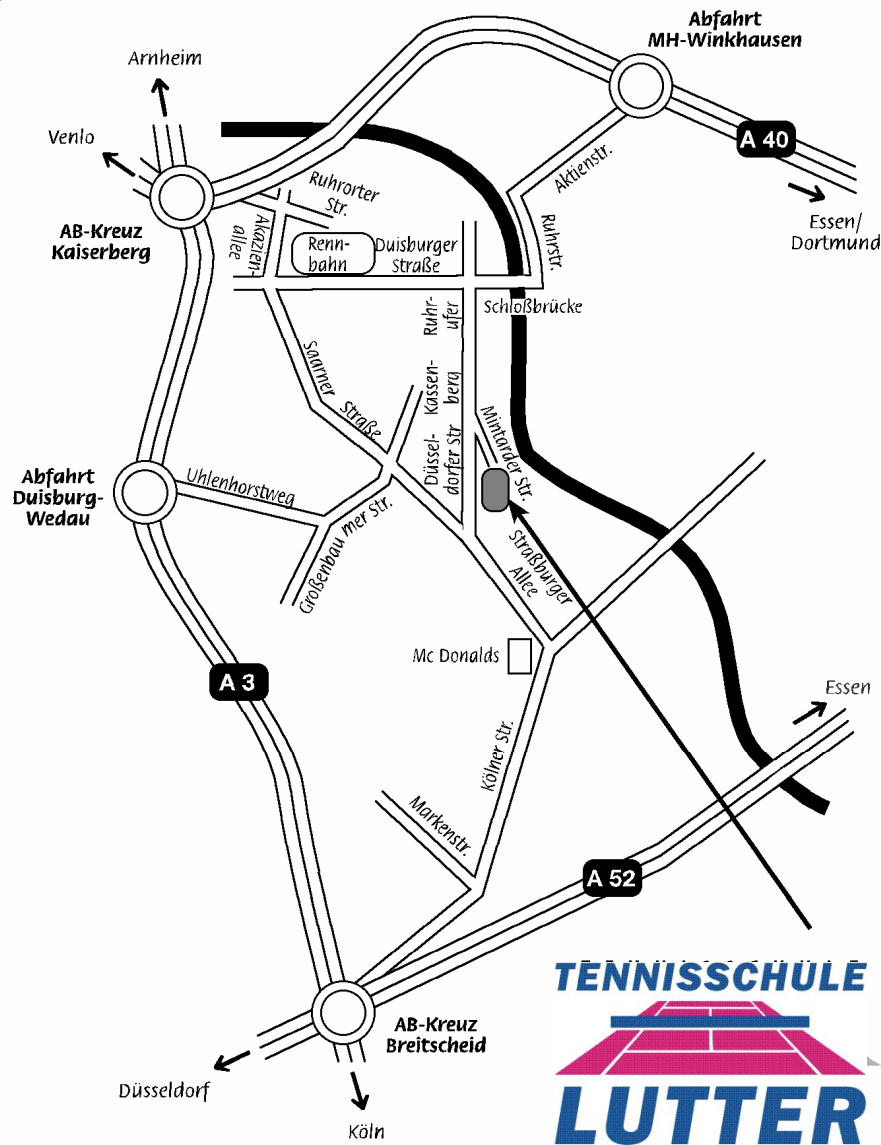 Abfahrt
MH-Winkhausen
Arnheim
Venlo
A 40
Aktienstr.
Ruhrorter
Str.
AB-Kreuz
Kaiserberg
Akazien-
allee
Renn-
bahn
Duisburger
Straße
Ruhrstr.
Essen/
Dortmund
Schloßbrücke
Ruhr-
ufer
Saarner
Straße
Kassen-
berg
Mintarder Str.
Düssel-
dorfer Str
Abfahrt
Duisburg-
Wedau
Uhlenhorstweg
Großenbau mer Str.
Straßburger
Allee
Mc Donalds
A 3
Essen
Kölner Str.
Markenstr.
A 52
AB-Kreuz
Breitscheid
Düsseldorf
Köln
TENNISSCHULE
LUTTER